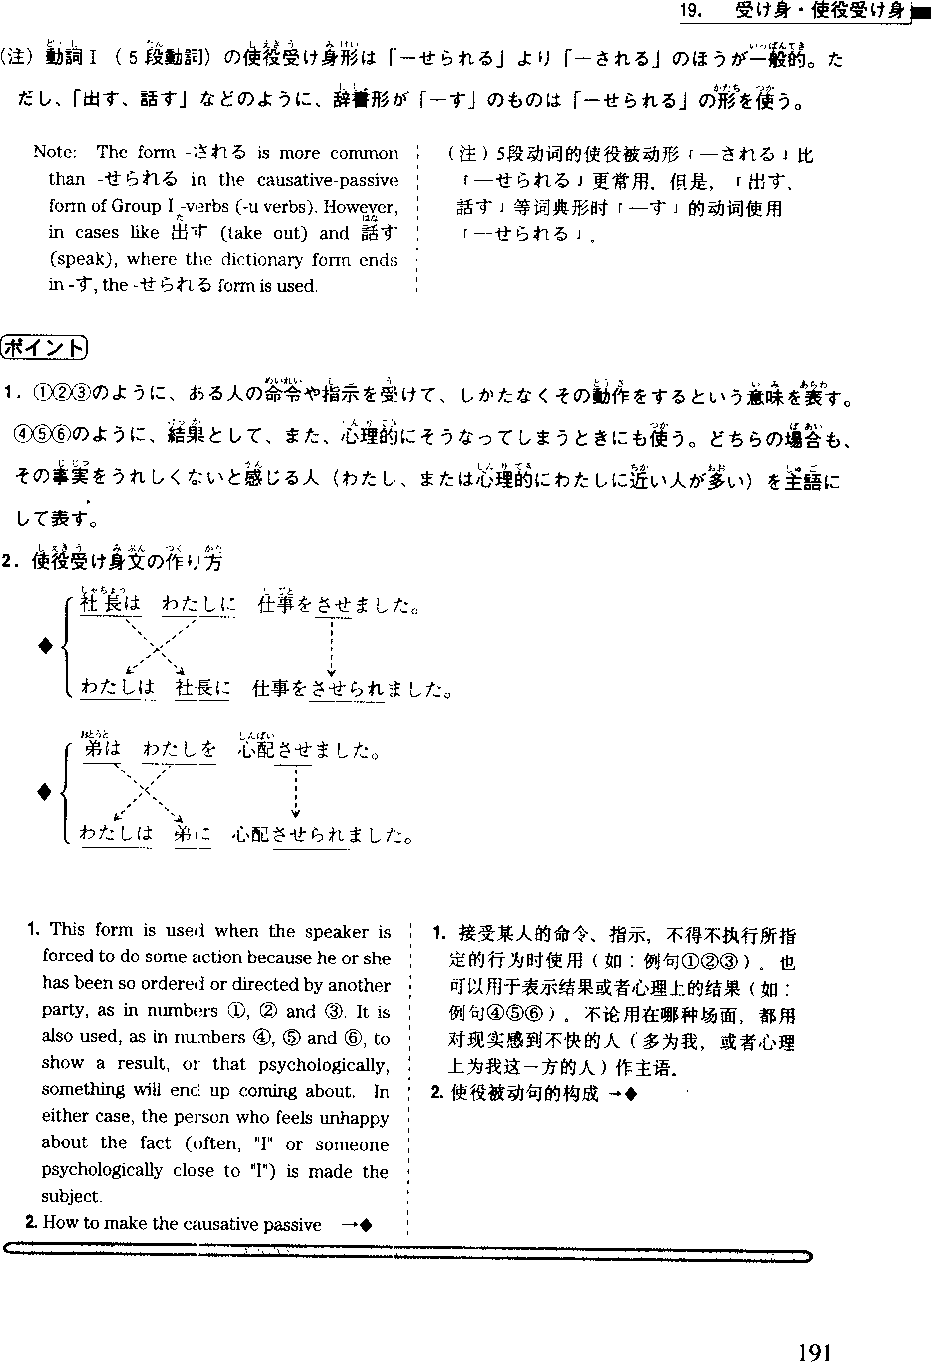 19. 受け身・使役受け身
(注) 動詞Ⅰ (5段動詞) の使役受け身形は「―せられる」より「―される」のほうが一般的。た
だし、「出す、話す」などのように、辞書形が「―す」のものは「―せられる」の形を使う。
Note: The form -される is more common
than -せられる in the causative-passive
form of Group I -verbs (-u verbs). However,
in cases like 出す (take out) and 話す
(speak), where the dictionary form ends
in -す, the -せられる form is used.
(注) 5段动词的使役被动形「―される」比
「―せられる」更常用。但是，「出す、
話す」等词典形时「―す」的动词使用
「―せられる」。
ポイント
1. ①②③のように、ある人の命令や指示を受けて、しかたなくその動作をするという意味を表す。
④⑤⑥のように、結果として、また、心理的にそうなってしまうときにも使う。どちらの場合も、
その事実をうれしくないと感じる人 (わたし、または心理的にわたしに近い人が多い) を主語に
して表す。
2. 使役受け身文の作り方
社長は わたしに 仕事をさせました。
◆
わたしは 社長に 仕事をさせられました。
弟は わたしを 心配させました。
◆
わたしは 弟に 心配させられました。
1. This form is used when the speaker is
forced to do some action because he or she
has been so ordered or directed by another
party, as in numbers ①, ② and ③. It is
also used, as in numbers ④, ⑤ and ⑥, to
show a result, or that psychologically,
something will end up coming about. In
either case, the person who feels unhappy
about the fact (often, "I" or someone
psychologically close to "I") is made the
subject.
2. How to make the causative passive →◆
1. 接受某人的命令、指示，不得不执行所指
定的行为时使用 (如：例句①②③)。也
可以用于表示结果或者心理上的结果 (如：
例句④⑤⑥)。不论用在哪种场面，都用
对现实感到不快的人 (多为我，或者心理
上为我这一方的人) 作主语。
2. 使役被动句的构成 →◆
191